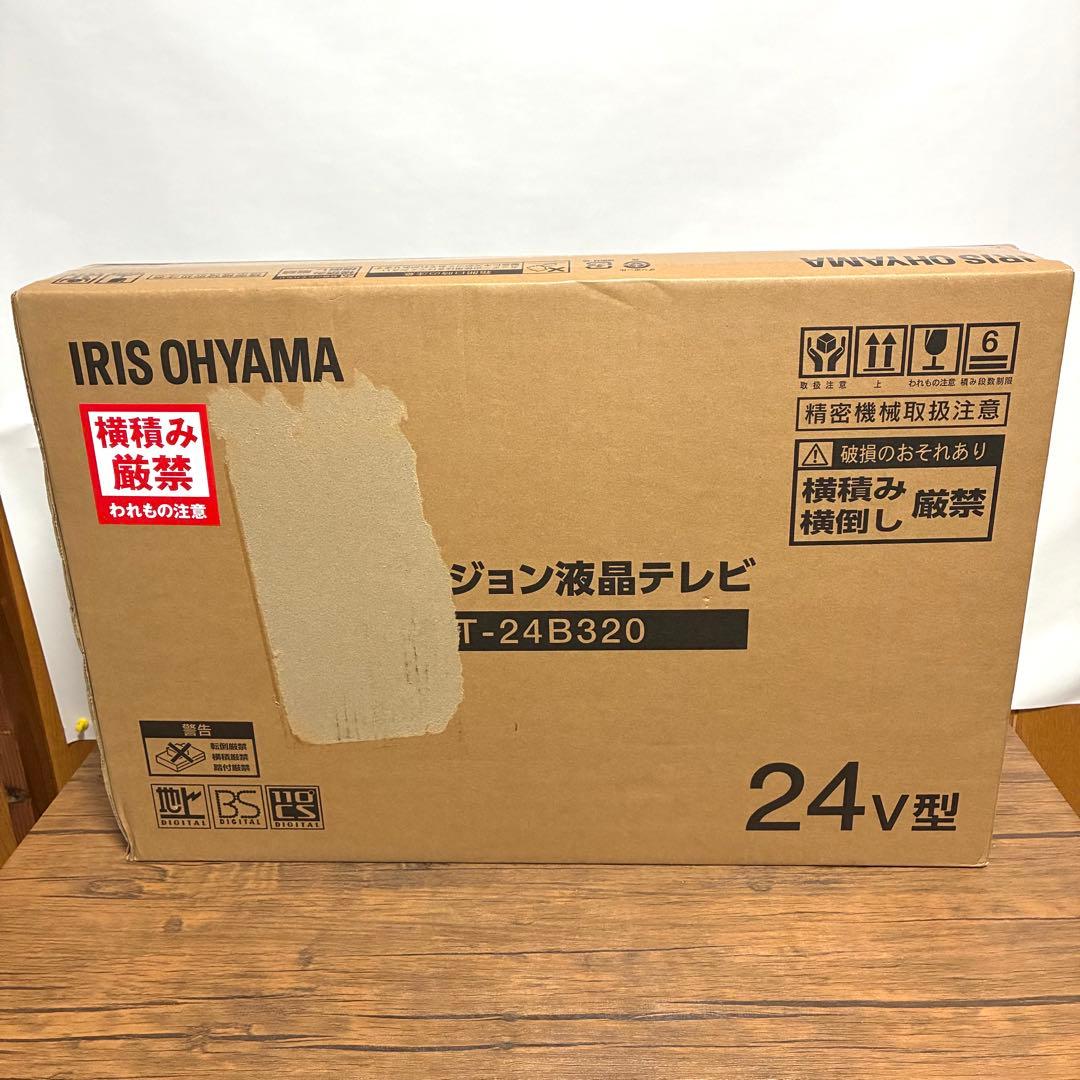 IRIS OHYAMA
IRIS OHYAMA
横積み
厳禁
われもの注意
取扱注意
上
われもの注意
6
積み段数制限
精密機械取扱注意
破損のおそれあり
横積み
横倒し
厳禁
ジョン液晶テレビ
T-24B320
警告
転倒厳禁
横積厳禁
踏付厳禁
地上
DIGITAL
BS
DIGITAL
110°
CS
DIGITAL
24V型